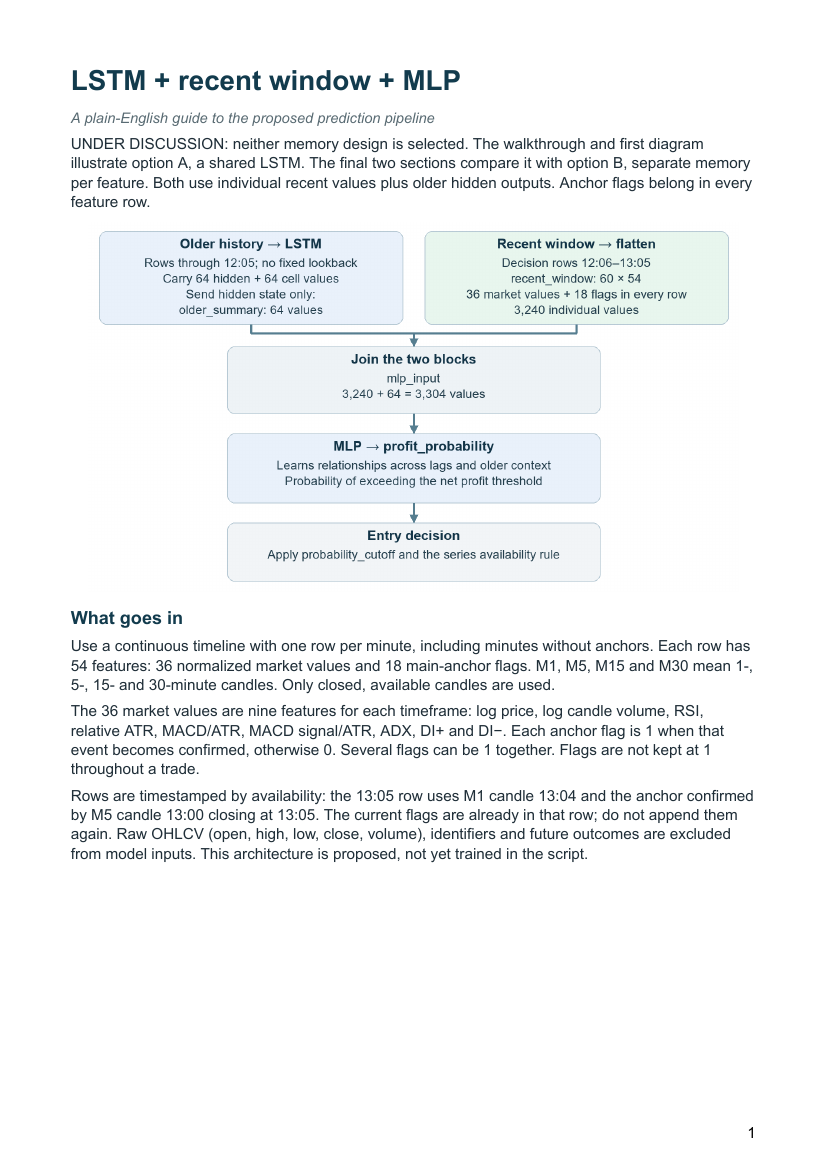 LSTM + recent window + MLP
A plain-English guide to the proposed prediction pipeline
UNDER DISCUSSION: neither memory design is selected. The walkthrough and first diagram
illustrate option A, a shared LSTM. The final two sections compare it with option B, separate memory
per feature. Both use individual recent values plus older hidden outputs. Anchor flags belong in every
feature row.
Older history → LSTM
Rows through 12:05; no fixed lookback
Carry 64 hidden + 64 cell values
Send hidden state only:
older_summary: 64 values
Recent window → flatten
Decision rows 12:06–13:05
recent_window: 60 × 54
36 market values + 18 flags in every row
3,240 individual values
Join the two blocks
mlp_input
3,240 + 64 = 3,304 values
MLP → profit_probability
Learns relationships across lags and older context
Probability of exceeding the net profit threshold
Entry decision
Apply probability_cutoff and the series availability rule
What goes in
Use a continuous timeline with one row per minute, including minutes without anchors. Each row has
54 features: 36 normalized market values and 18 main-anchor flags. M1, M5, M15 and M30 mean 1-,
5-, 15- and 30-minute candles. Only closed, available candles are used.
The 36 market values are nine features for each timeframe: log price, log candle volume, RSI,
relative ATR, MACD/ATR, MACD signal/ATR, ADX, DI+ and DI−. Each anchor flag is 1 when that
event becomes confirmed, otherwise 0. Several flags can be 1 together. Flags are not kept at 1
throughout a trade.
Rows are timestamped by availability: the 13:05 row uses M1 candle 13:04 and the anchor confirmed
by M5 candle 13:00 closing at 13:05. The current flags are already in that row; do not append them
again. Raw OHLCV (open, high, low, close, volume), identifiers and future outcomes are excluded
from model inputs. This architecture is proposed, not yet trained in the script.
1